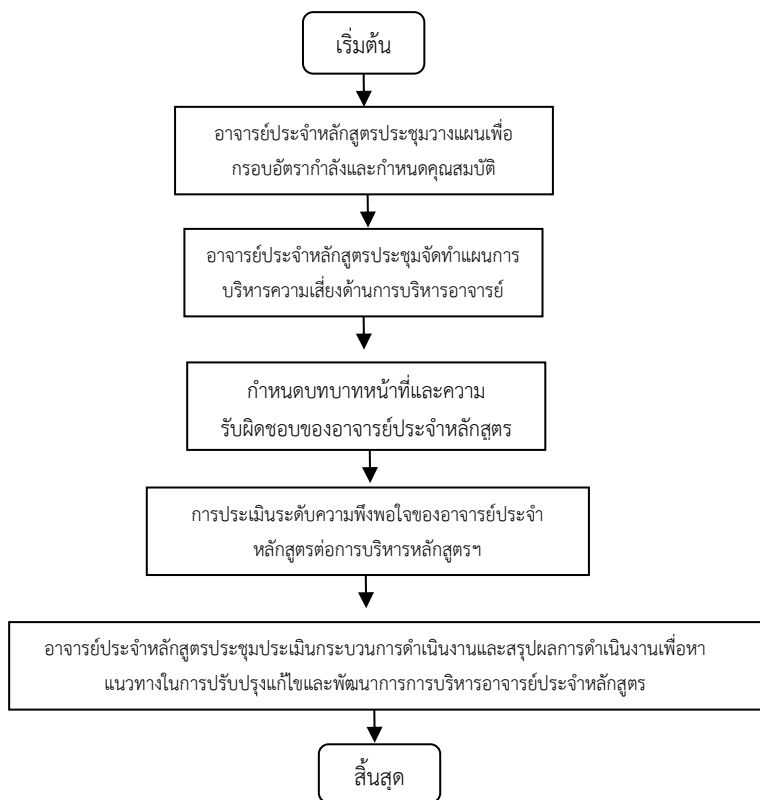 เริ่มต้น
อาจารย์ประจำหลักสูตรประชุมวางแผนเพื่อ
กรอบอัตรากำลังและกำหนดคุณสมบัติ
อาจารย์ประจำหลักสูตรประชุมจัดทำแผนการ
บริหารความเสี่ยงด้านการบริหารอาจารย์
กำหนดบทบาทหน้าที่และความ
รับผิดชอบของอาจารย์ประจำหลักสูตร
การประเมินระดับความพึงพอใจของอาจารย์ประจำ
หลักสูตรต่อการบริหารหลักสูตรฯ
อาจารย์ประจำหลักสูตรประชุมประเมินกระบวนการดำเนินงานและสรุปผลการดำเนินงานเพื่อหา
แนวทางในการปรับปรุงแก้ไขและพัฒนาการการบริหารอาจารย์ประจำหลักสูตร
สิ้นสุด